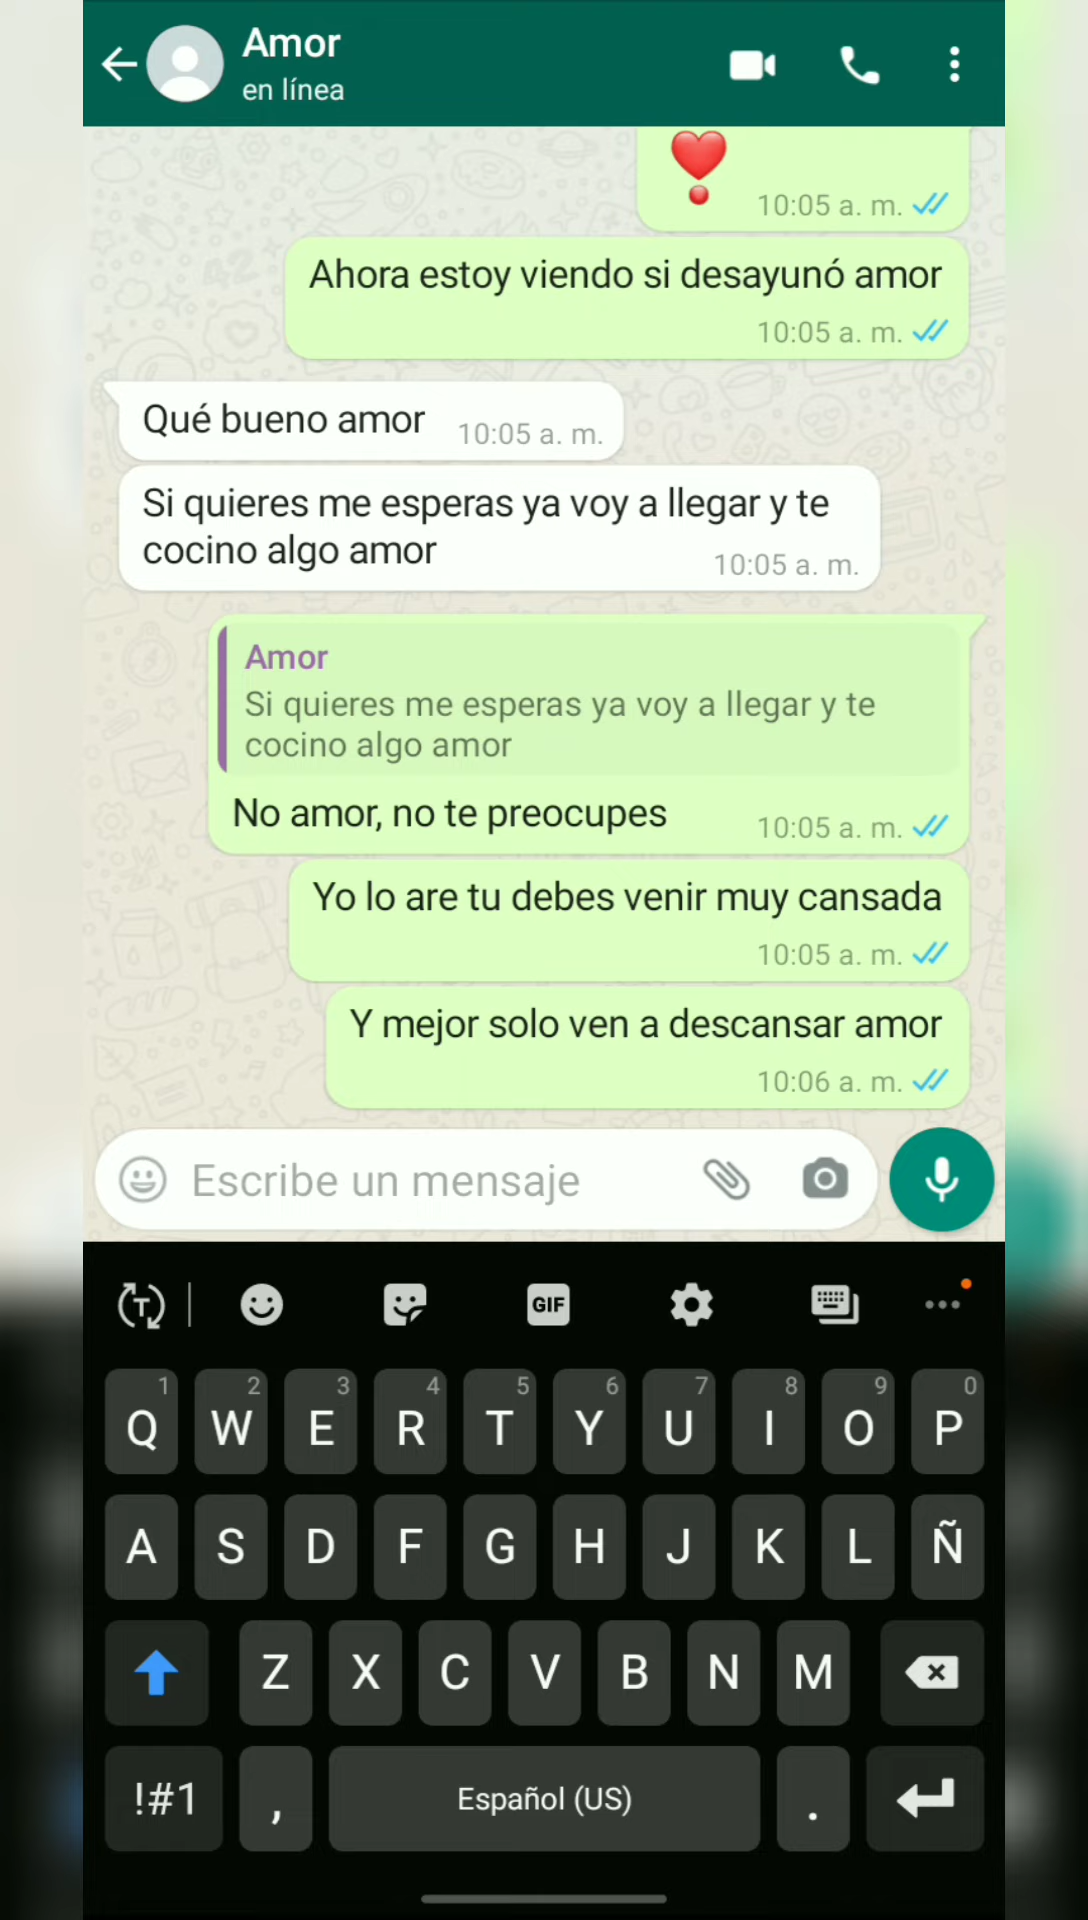 Amor
en línea
10:05 a. m.
Ahora estoy viendo si desayunó amor
10:05 a. m.
Qué bueno amor
10:05 a. m.
Si quieres me esperas ya voy a llegar y te
cocino algo amor
10:05 a. m.
Amor
Si quieres me esperas ya voy a llegar y te
cocino algo amor
No amor, no te preocupes
10:05 a. m.
Yo lo are tu debes venir muy cansada
10:05 a. m.
Y mejor solo ven a descansar amor
10:06 a. m.
Escribe un mensaje
T GIF
1 2 3 4 5 6 7 8 9 0
Q W E R T Y U I O P
A S D F G H J K L Ñ
Z X C V B N M
!#1 , Español (US) .